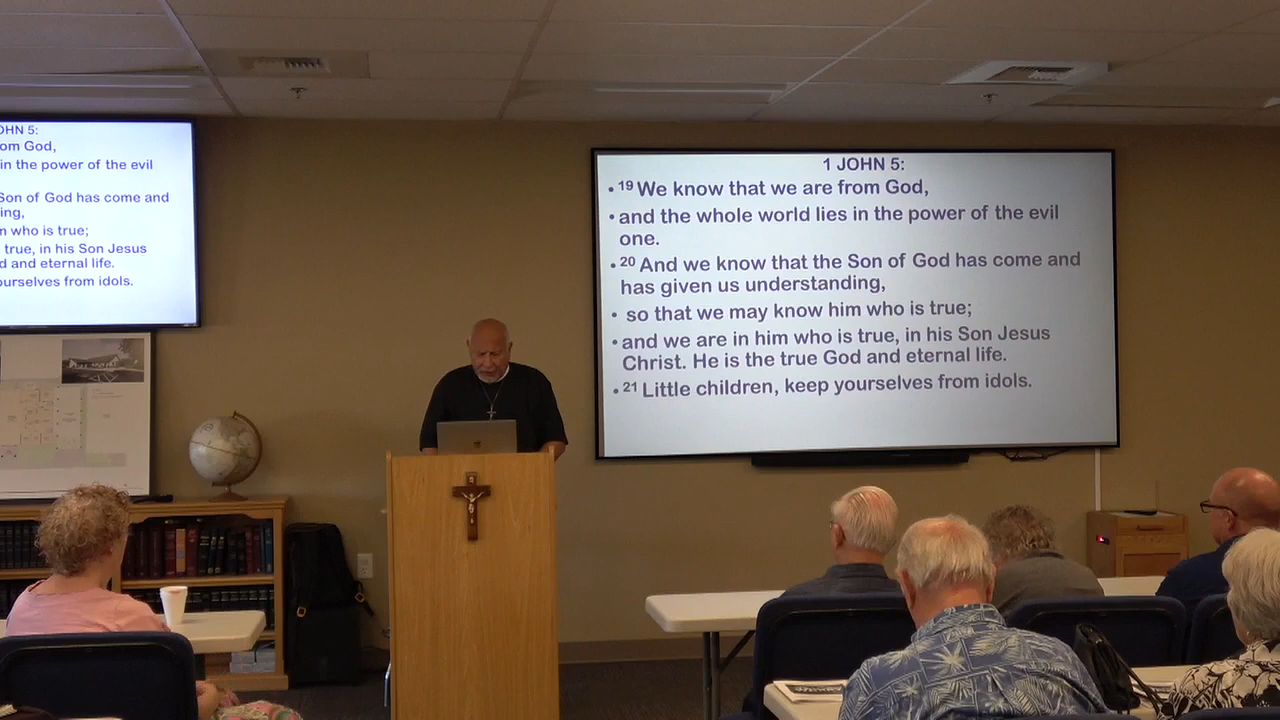 OHN 5:
om God,
in the power of the evil
Son of God has come and
ing,
m who is true;
true, in his Son Jesus
d and eternal life.
ourselves from idols.
1 JOHN 5:
• 19 We know that we are from God,
• and the whole world lies in the power of the evil
one.
• 20 And we know that the Son of God has come and
has given us understanding,
• so that we may know him who is true;
• and we are in him who is true, in his Son Jesus
Christ. He is the true God and eternal life.
• 21 Little children, keep yourselves from idols.